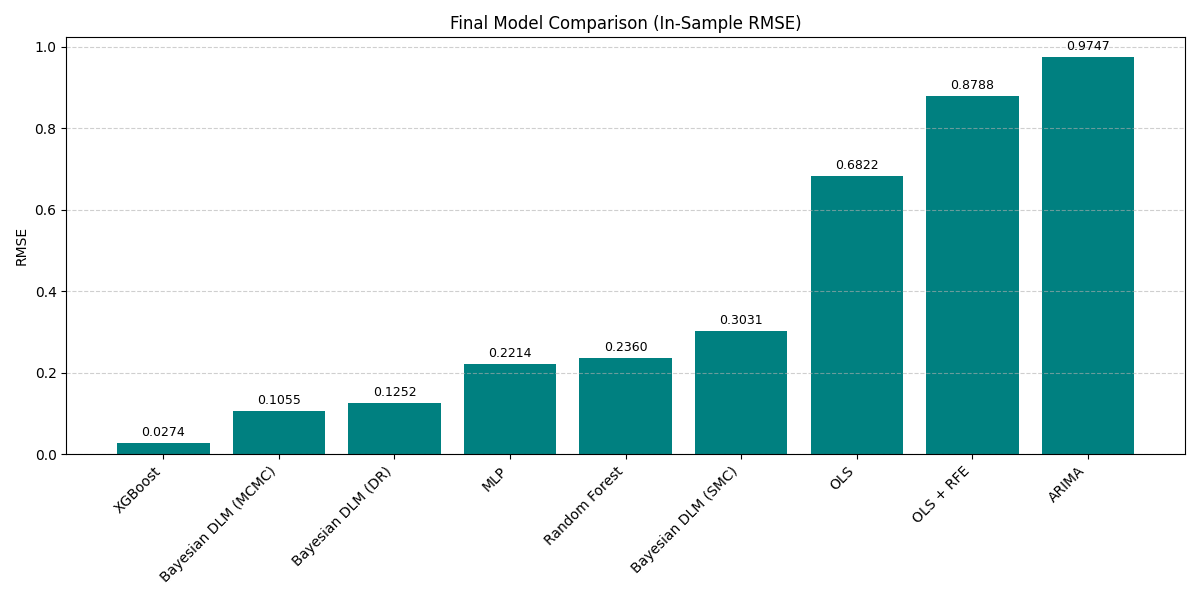 Final Model Comparison (In-Sample RMSE)
RMSE
1.0
0.8
0.6
0.4
0.2
0.0
0.0274
0.1055
0.1252
0.2214
0.2360
0.3031
0.6822
0.8788
0.9747
XGBoost
Bayesian DLM (MCMC)
Bayesian DLM (DR)
MLP
Random Forest
Bayesian DLM (SMC)
OLS
OLS + RFE
ARIMA